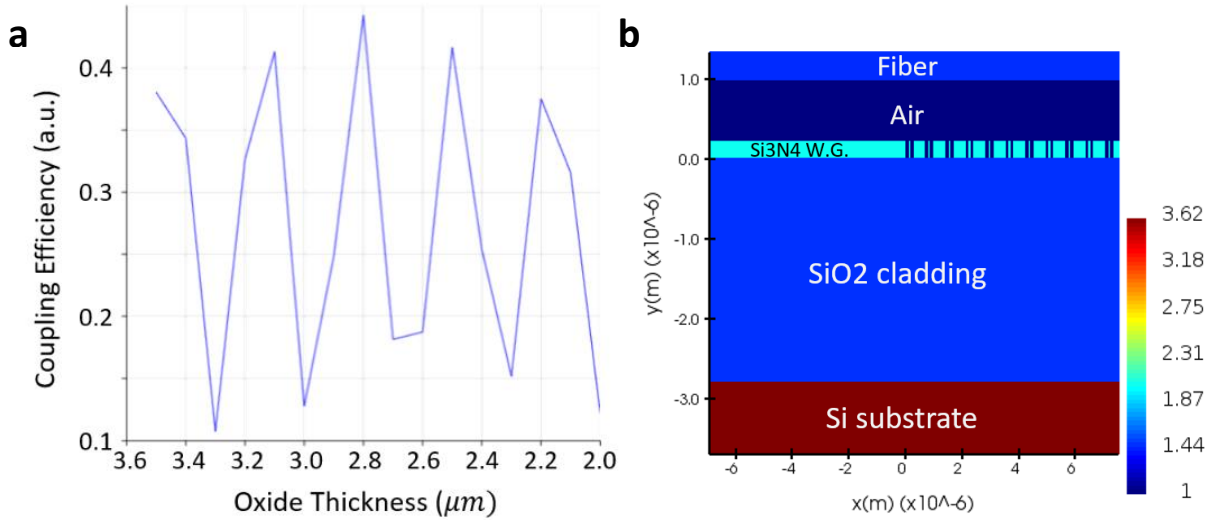 a
Coupling Efficiency (a.u.)
0.4
0.3
0.2
0.1
3.6 3.4 3.2 3.0 2.8 2.6 2.4 2.2 2.0
Oxide Thickness (μm)
b
Fiber
Air
Si3N4 W.G.
SiO2 cladding
Si substrate
y(m) (x10^-6)
1.0
0.0
-1.0
-2.0
-3.0
-6 -4 -2 0 2 4 6
x(m) (x10^-6)
3.62
3.18
2.75
2.31
1.87
1.44
1